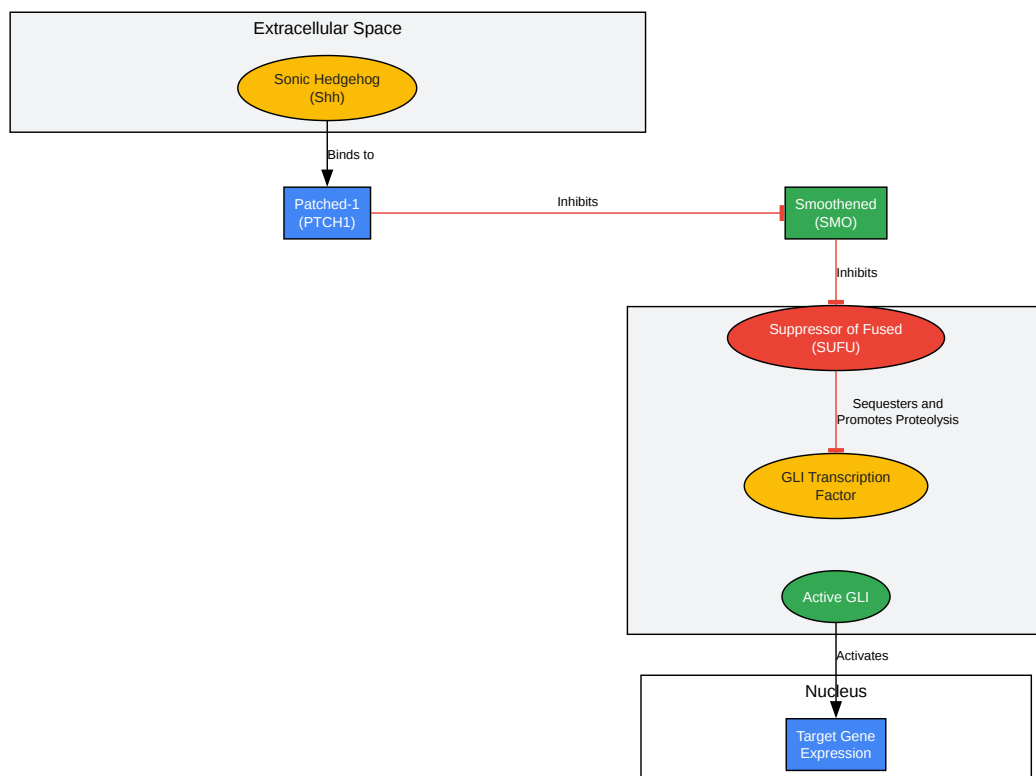 Extracellular Space
Sonic Hedgehog
(Shh)
Binds to
Patched-1
(PTCH1)
Inhibits
Smoothened
(SMO)
Inhibits
Suppressor of Fused
(SUFU)
Sequesters and
Promotes Proteolysis
GLI Transcription
Factor
Active GLI
Activates
Nucleus
Target Gene
Expression